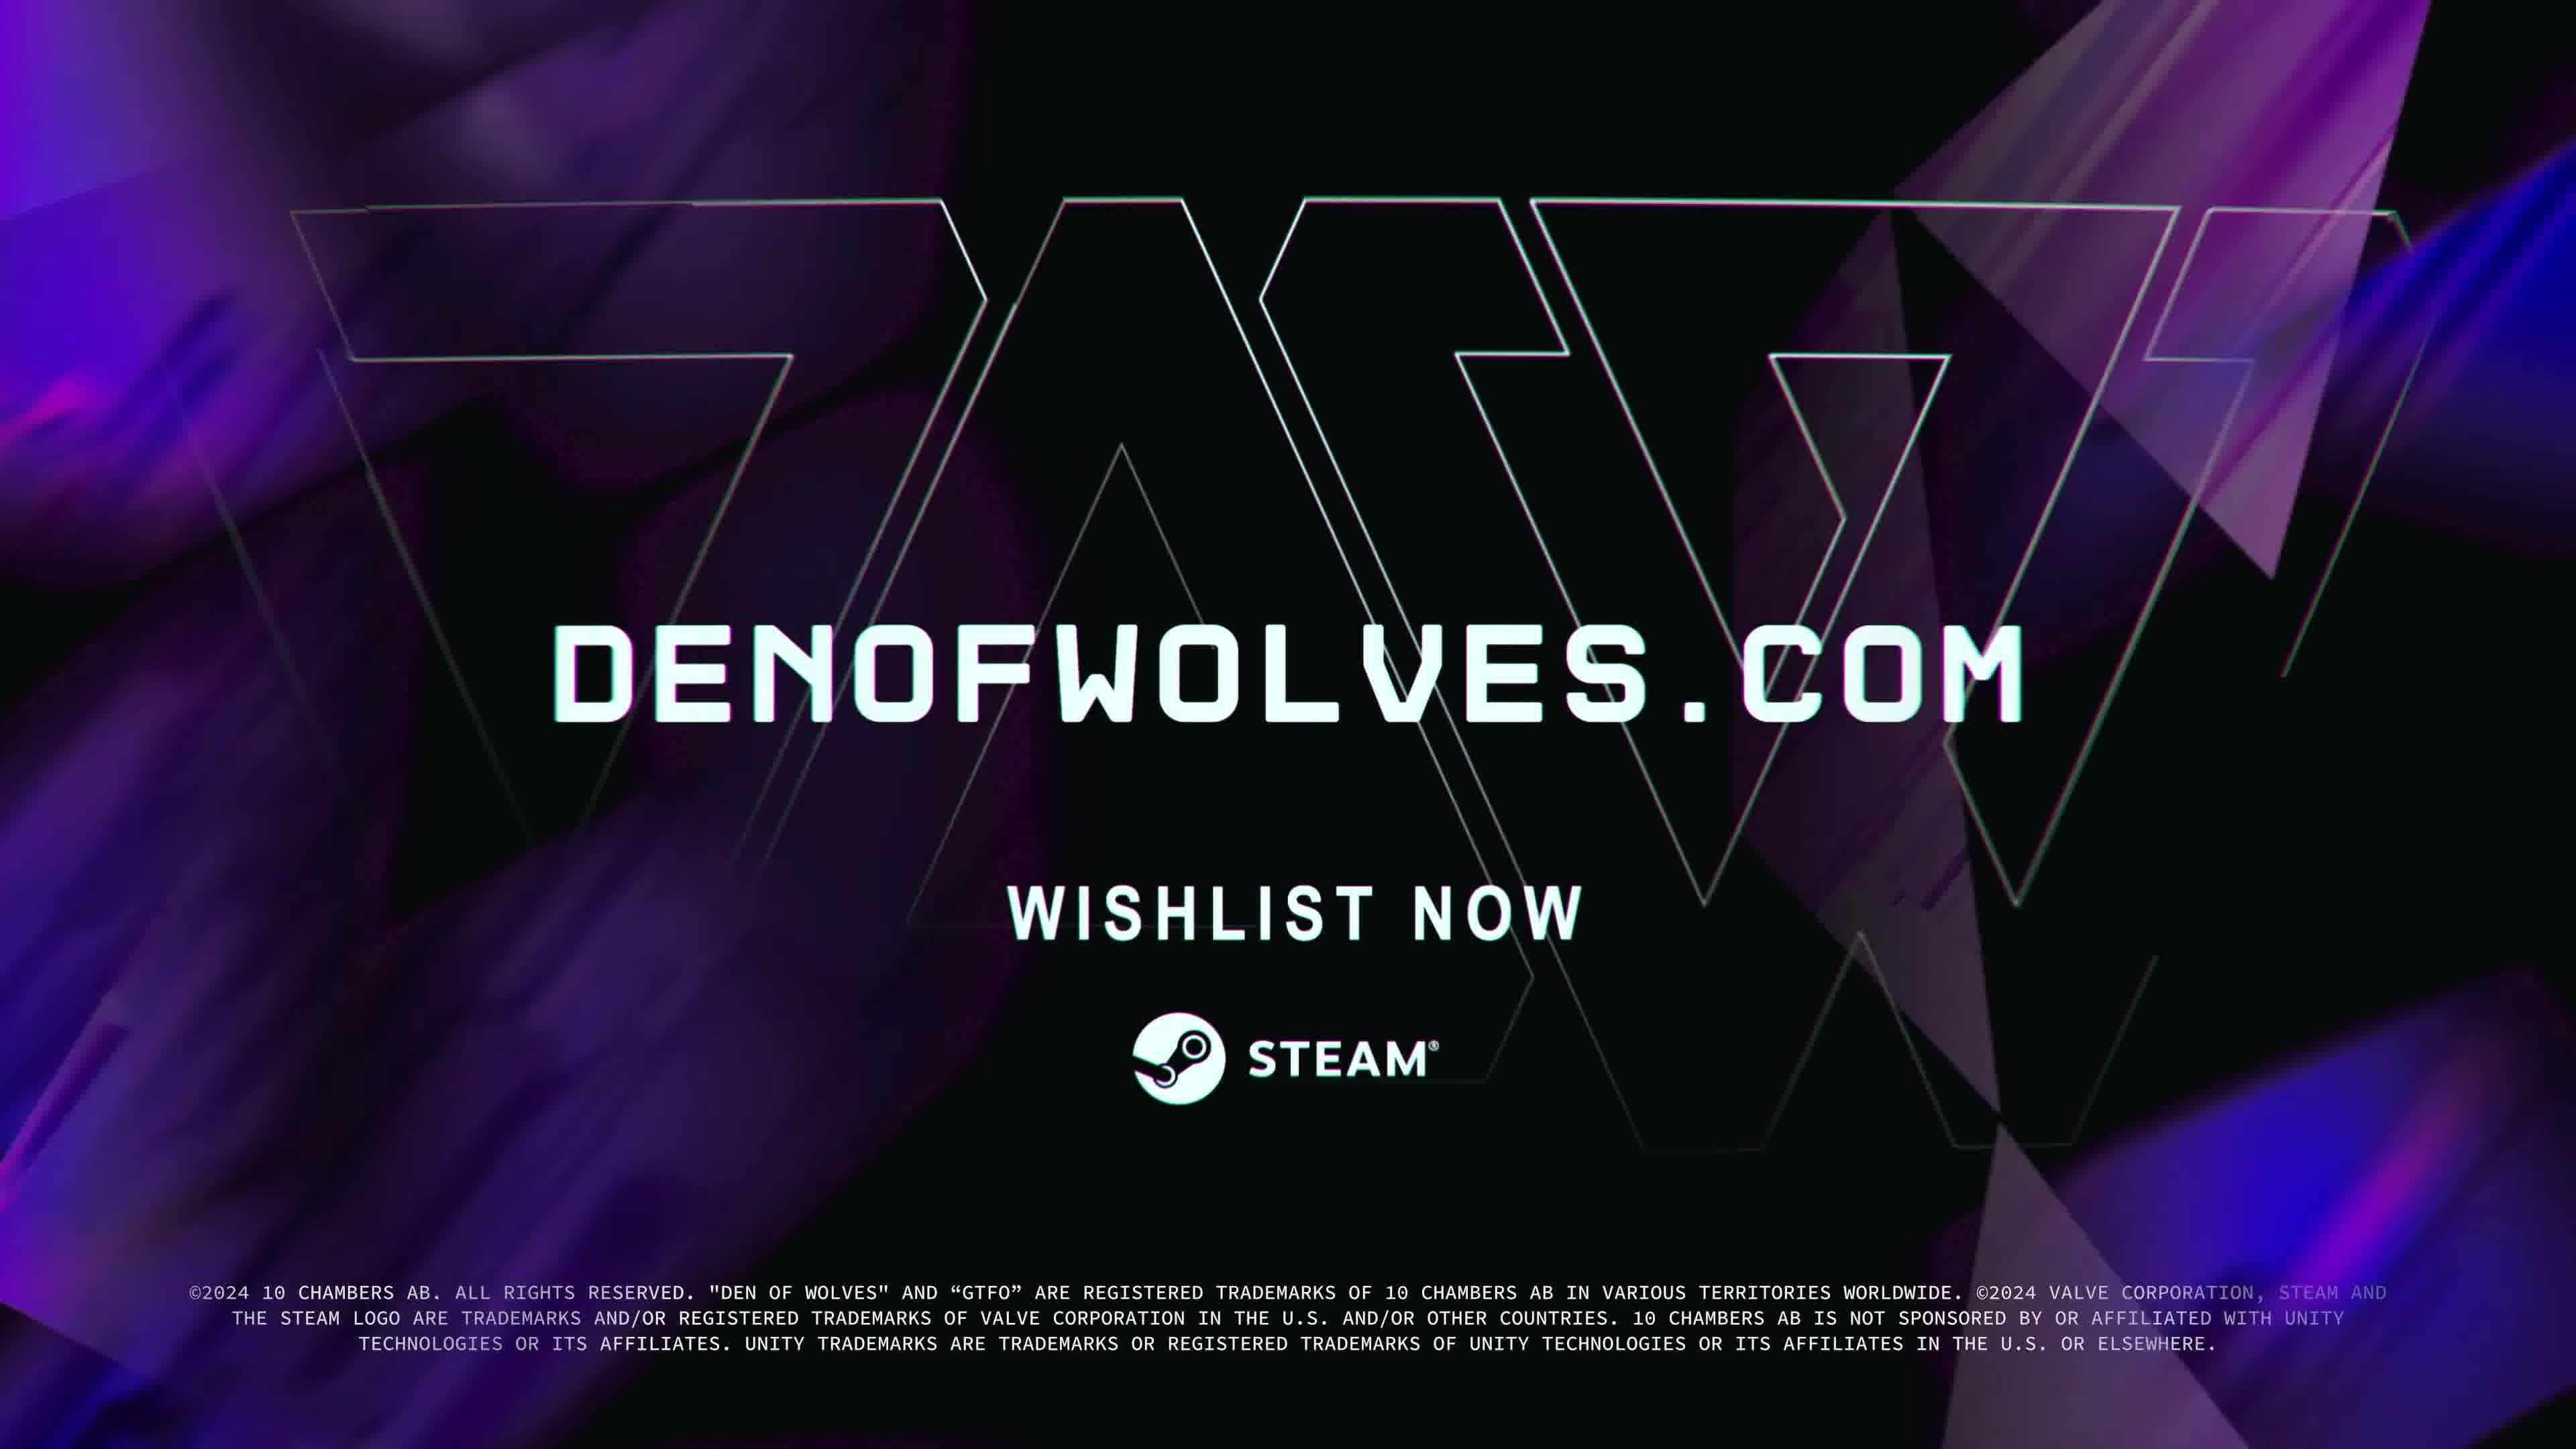 DENOFWOLVES.COM
WISHLIST NOW
STEAM®
©2024 10 CHAMBERS AB. ALL RIGHTS RESERVED. "DEN OF WOLVES" AND “GTFO” ARE REGISTERED TRADEMARKS OF 10 CHAMBERS AB IN VARIOUS TERRITORIES WORLDWIDE. ©2024 VALVE CORPORATION, STEAM AND
THE STEAM LOGO ARE TRADEMARKS AND/OR REGISTERED TRADEMARKS OF VALVE CORPORATION IN THE U.S. AND/OR OTHER COUNTRIES. 10 CHAMBERS AB IS NOT SPONSORED BY OR AFFILIATED WITH UNITY
TECHNOLOGIES OR ITS AFFILIATES. UNITY TRADEMARKS ARE TRADEMARKS OR REGISTERED TRADEMARKS OF UNITY TECHNOLOGIES OR ITS AFFILIATES IN THE U.S. OR ELSEWHERE.